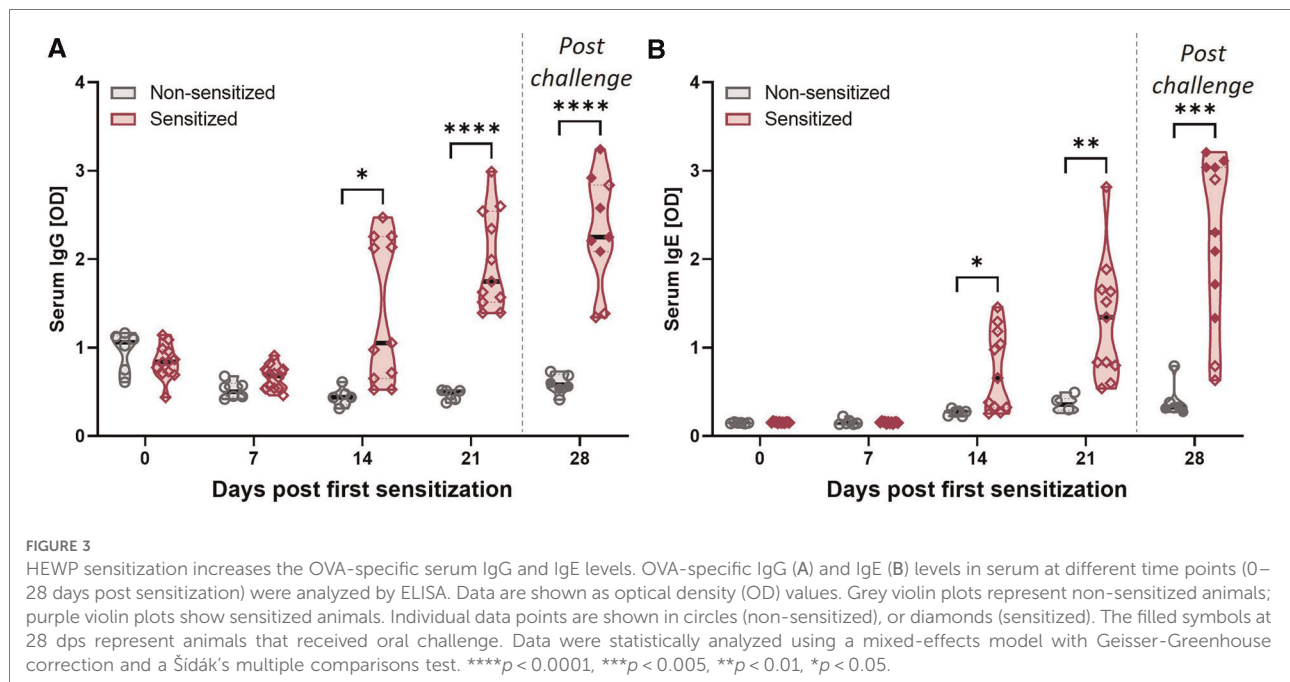 A
Post
challenge
Non-sensitized
Sensitized
*
****
****
Serum IgG [OD]
4
3
2
1
0
0 7 14 21 28
Days post first sensitization
B
Post
challenge
Non-sensitized
Sensitized
*
**
***
Serum IgE [OD]
4
3
2
1
0
0 7 14 21 28
Days post first sensitization
FIGURE 3
HEWP sensitization increases the OVA-specific serum IgG and IgE levels. OVA-specific IgG (A) and IgE (B) levels in serum at different time points (0–
28 days post sensitization) were analyzed by ELISA. Data are shown as optical density (OD) values. Grey violin plots represent non-sensitized animals;
purple violin plots show sensitized animals. Individual data points are shown in circles (non-sensitized), or diamonds (sensitized). The filled symbols at
28 dps represent animals that received oral challenge. Data were statistically analyzed using a mixed-effects model with Geisser-Greenhouse
correction and a Šídák's multiple comparisons test. ****p < 0.0001, ***p < 0.005, **p < 0.01, *p < 0.05.